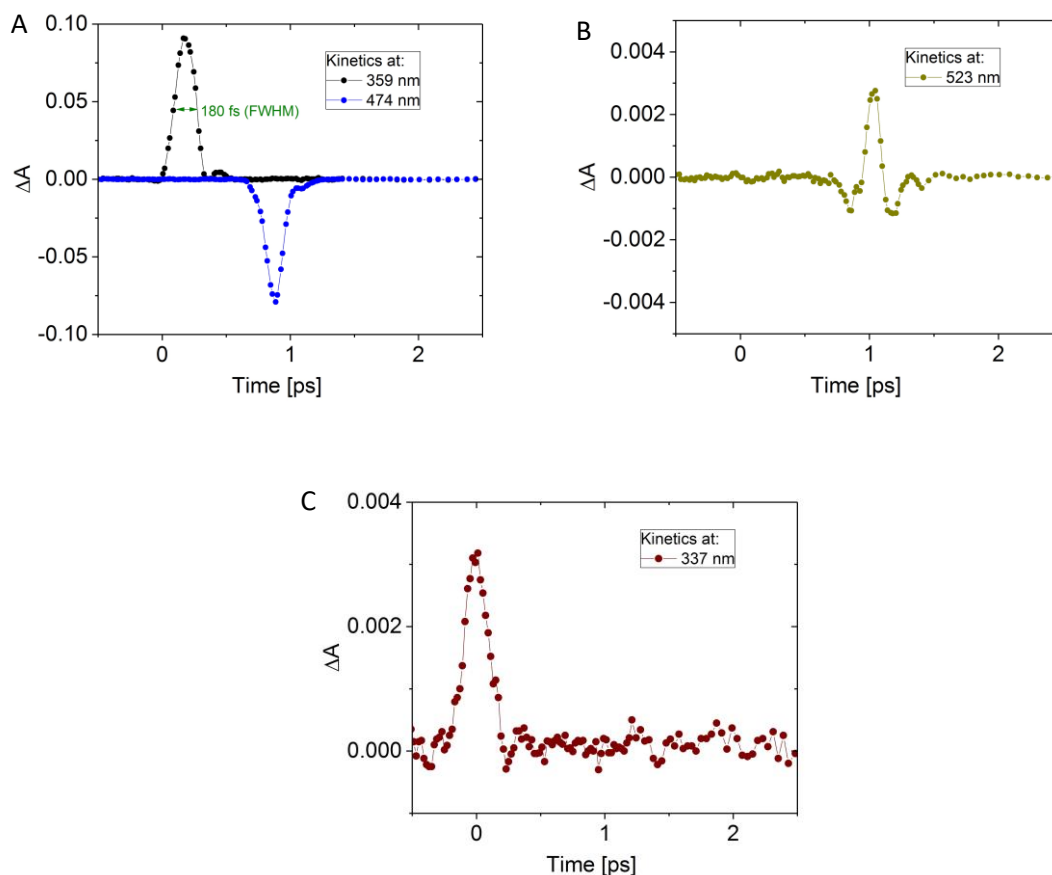 A
0.10
0.05
0.00
-0.05
-0.10
ΔA
Kinetics at:
359 nm
474 nm
180 fs (FWHM)
0
1
2
Time [ps]
B
0.004
0.002
0.000
-0.002
-0.004
ΔA
Kinetics at:
523 nm
0
1
2
Time [ps]
C
0.004
0.002
0.000
ΔA
Kinetics at:
337 nm
0
1
2
Time [ps]